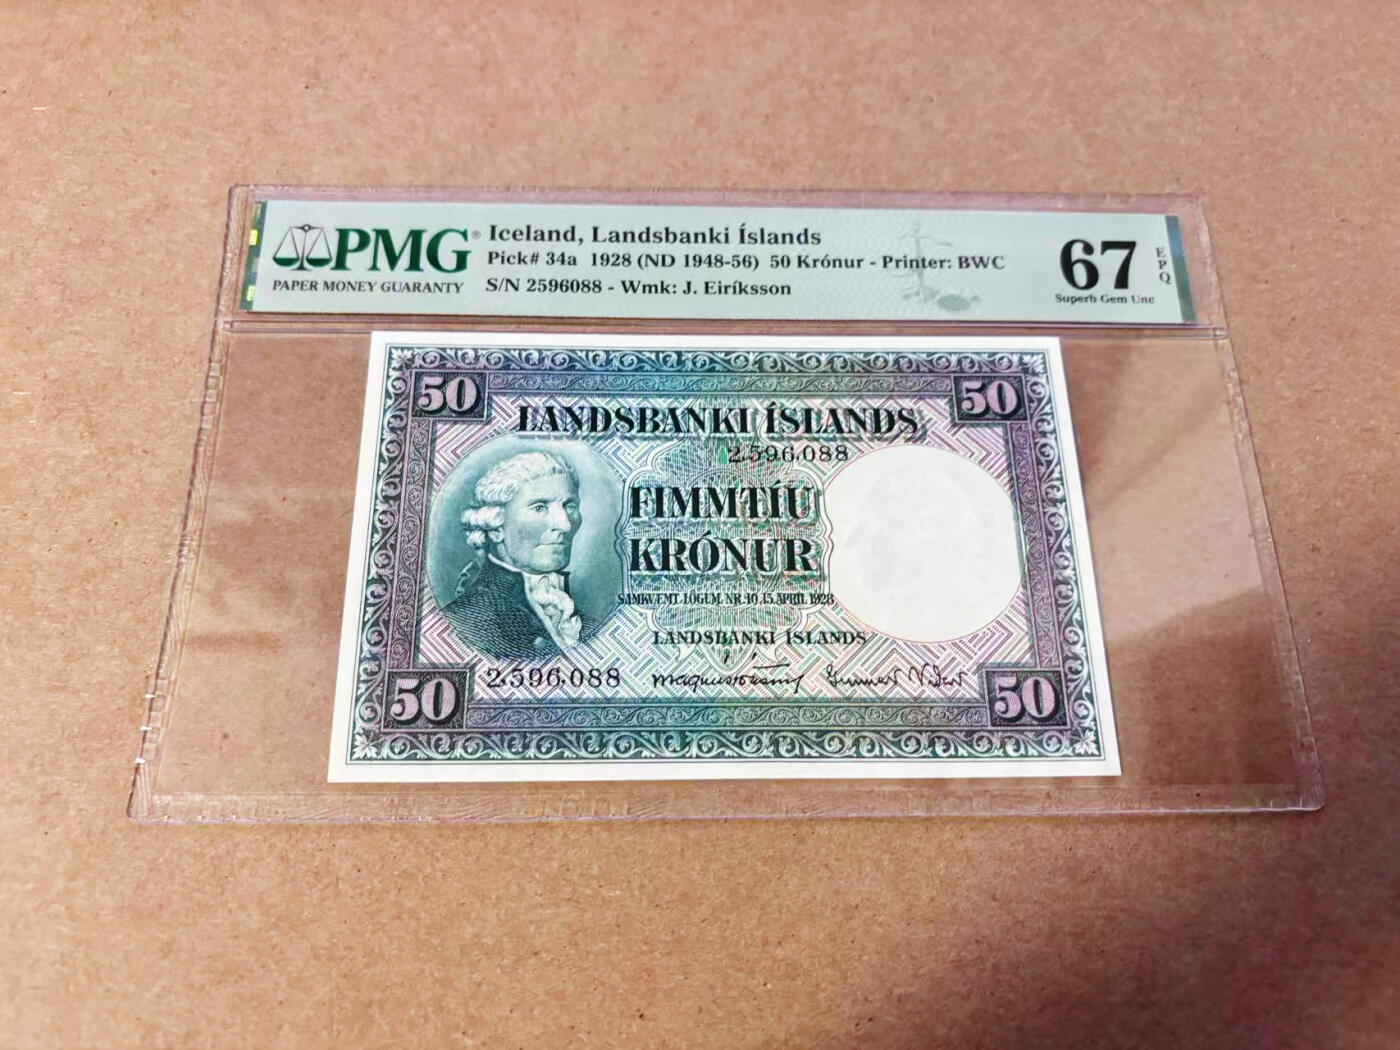 PMG®
PAPER MONEY GUARANTY
Iceland, Landsbanki Íslands
Pick# 34a 1928 (ND 1948-56) 50 Krónur - Printer: BWC
S/N 2596088 - Wmk: J. Eiríksson
67
EPQ
Superb Gem Unc
50
50
LANDSBANKI ÍSLANDS
2,596,088
FIMMTÍU
KRÓNUR
SAMKVÆMT LÖGUM NR. 10 15. APRÍL 1928
LANDSBANKI ÍSLANDS
2,596,088
50
50